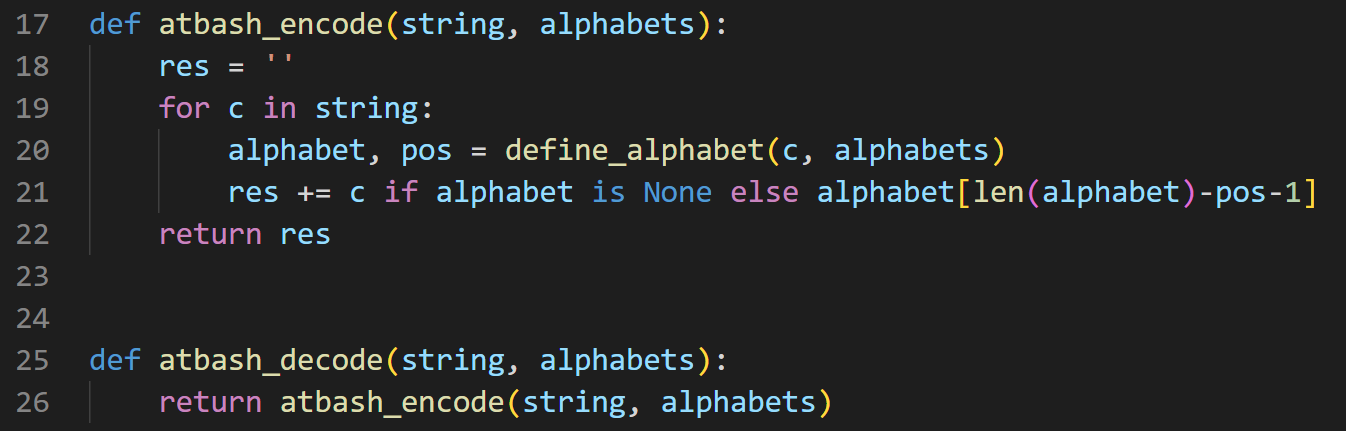 17 def atbash_encode(string, alphabets):
18     res = ''
19     for c in string:
20         alphabet, pos = define_alphabet(c, alphabets)
21         res += c if alphabet is None else alphabet[len(alphabet)-pos-1]
22     return res
23
24
25 def atbash_decode(string, alphabets):
26     return atbash_encode(string, alphabets)